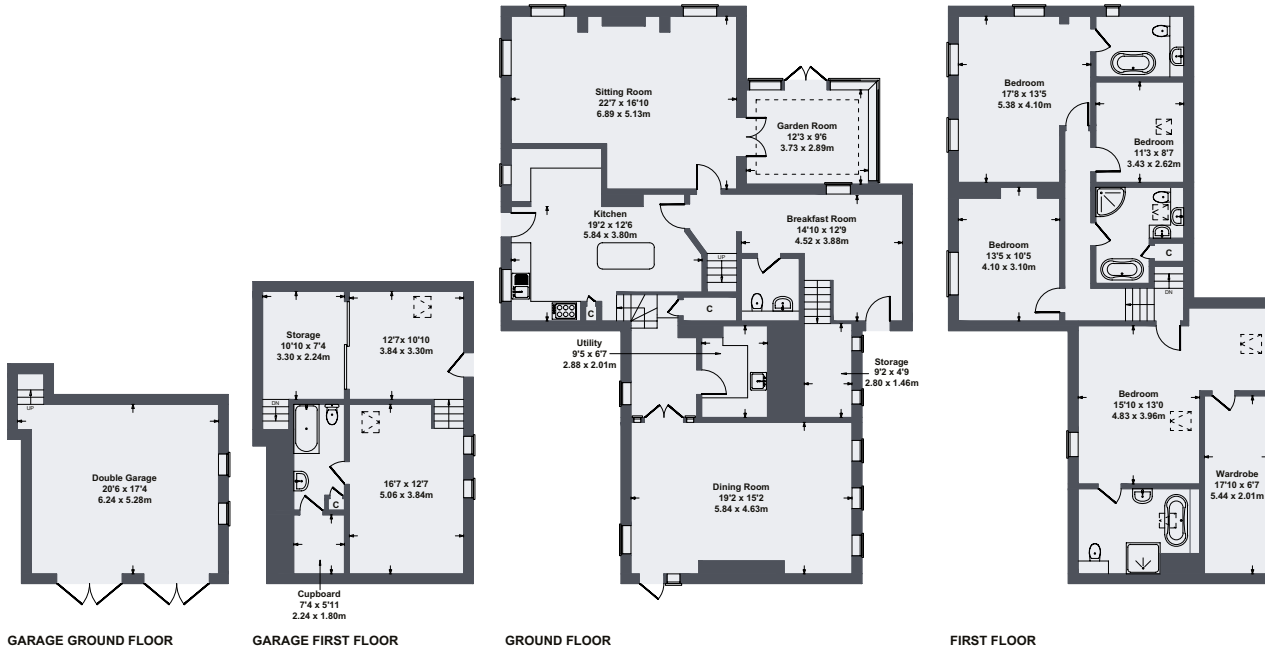 Double Garage
20'6 x 17'4
6.24 x 5.28m
UP
GARAGE GROUND FLOOR
Storage
10'10 x 7'4
3.30 x 2.24m
12'7x 10'10
3.84 x 3.30m
DN
16'7 x 12'7
5.06 x 3.84m
C
Cupboard
7'4 x 5'11
2.24 x 1.80m
GARAGE FIRST FLOOR
Sitting Room
22'7 x 16'10
6.89 x 5.13m
Garden Room
12'3 x 9'6
3.73 x 2.89m
Kitchen
19'2 x 12'6
5.84 x 3.80m
Breakfast Room
14'10 x 12'9
4.52 x 3.88m
UP
C
C
Utility
9'5 x 6'7
2.88 x 2.01m
Storage
9'2 x 4'9
2.80 x 1.46m
Dining Room
19'2 x 15'2
5.84 x 4.63m
GROUND FLOOR
Bedroom
17'8 x 13'5
5.38 x 4.10m
Bedroom
11'3 x 8'7
3.43 x 2.62m
Bedroom
13'5 x 10'5
4.10 x 3.10m
C
DN
Bedroom
15'10 x 13'0
4.83 x 3.96m
Wardrobe
17'10 x 6'7
5.44 x 2.01m
FIRST FLOOR